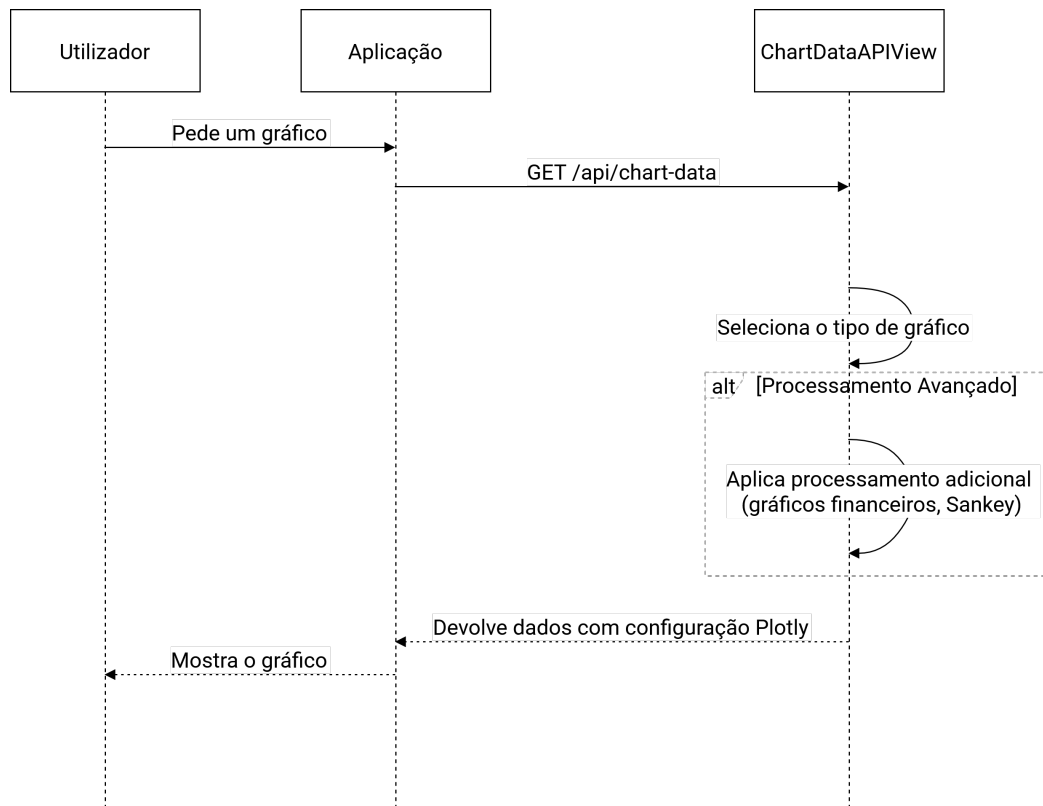 Utilizador
Aplicação
ChartDataAPIView
Pede um gráfico
GET /api/chart-data
Seleciona o tipo de gráfico
alt
[Processamento Avançado]
Aplica processamento adicional
(gráficos financeiros, Sankey)
Devolve dados com configuração Plotly
Mostra o gráfico